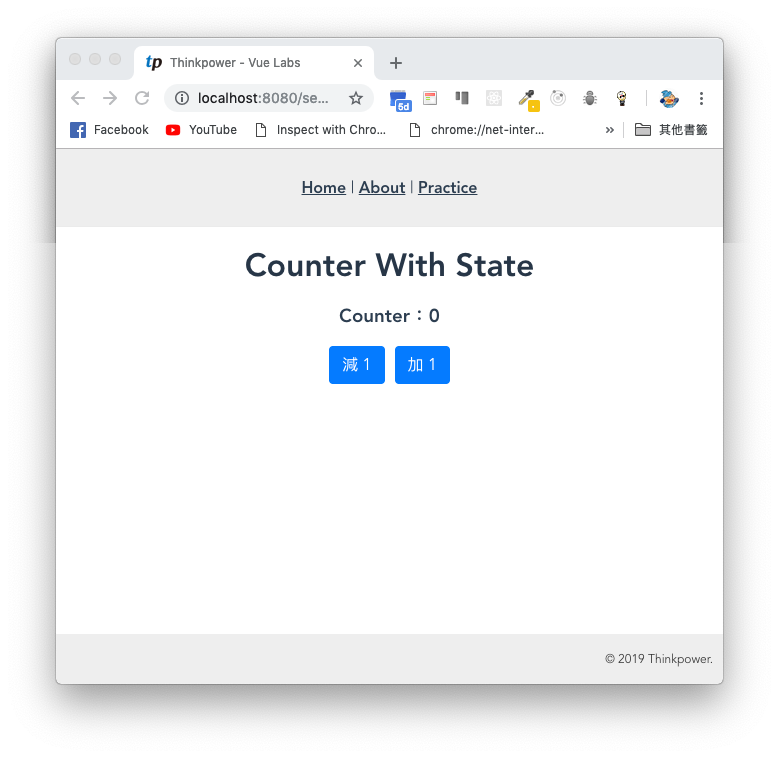 tp Thinkpower - Vue Labs
localhost:8080/se...
6d
Facebook YouTube Inspect with Chro... chrome://net-inter... » 其他書籤
Home | About | Practice
Counter With State
Counter：0
減 1 加 1
© 2019 Thinkpower.